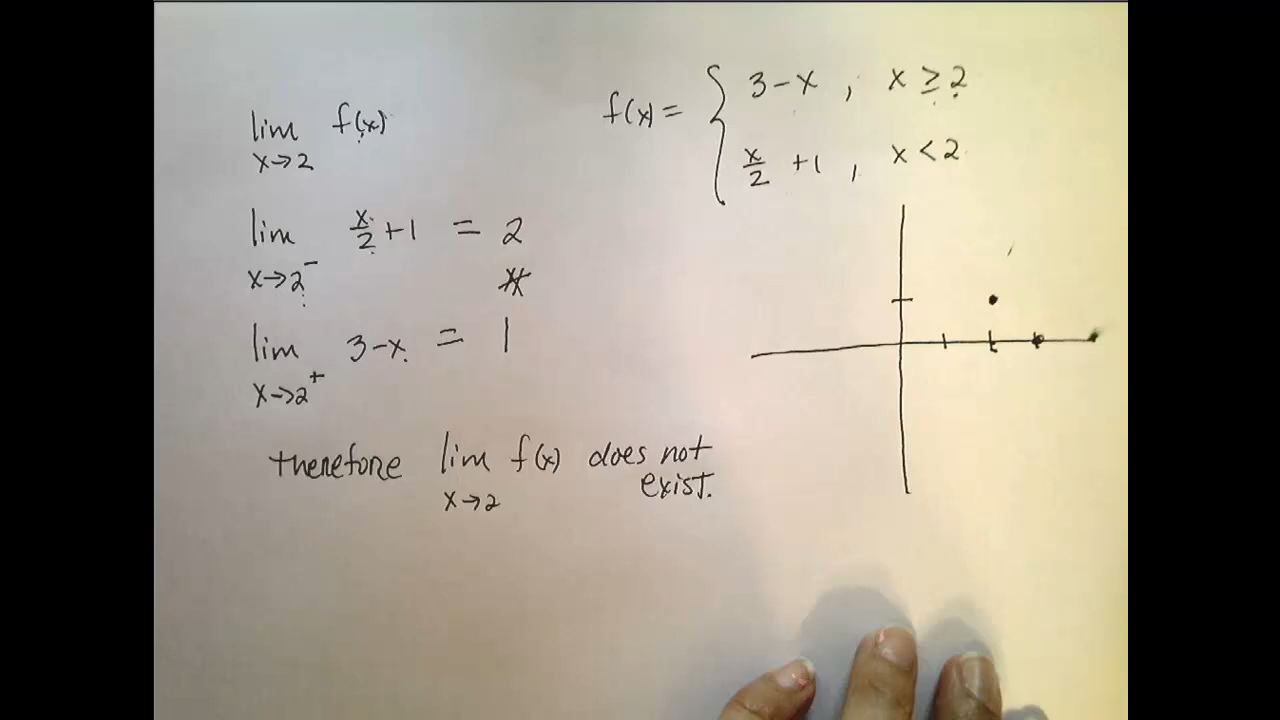 lim f(x)
x→2
f(x) = { 3-x , x ≥ 2
x/2 +1 , x < 2
lim x/2 +1 = 2
x→2⁻
lim 3-x = 1
x→2⁺
therefore lim f(x) does not
x→2 exist.